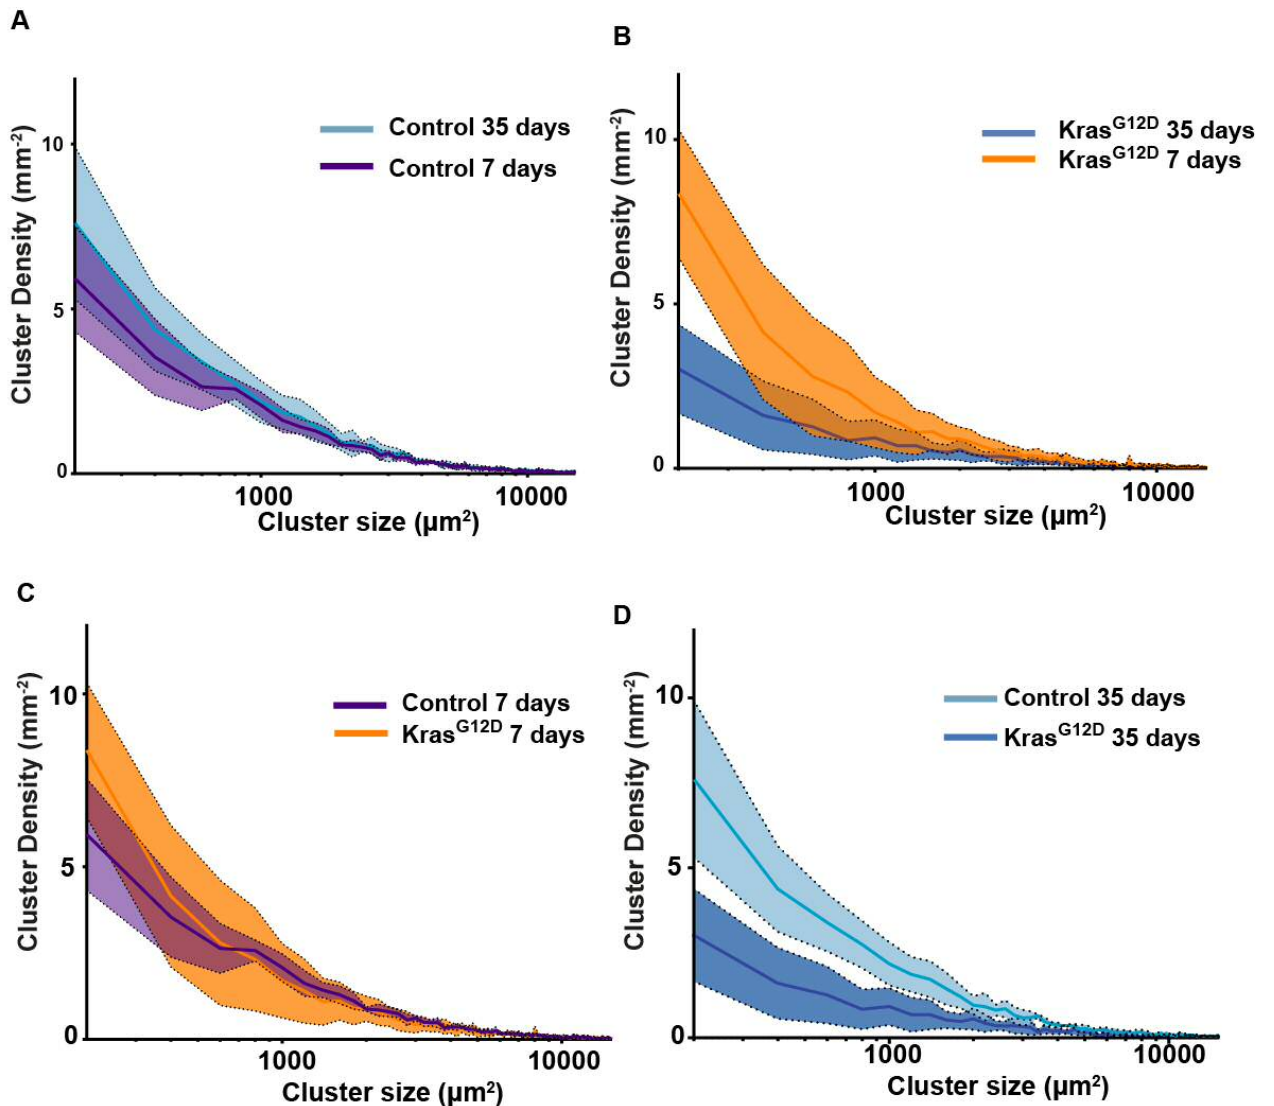 A
Cluster Density (mm⁻²)
10
5
0
Control 35 days
Control 7 days
1000
10000
Cluster size (µm²)
B
Cluster Density (mm⁻²)
10
5
0
Krasᴳ¹²ᴰ 35 days
Krasᴳ¹²ᴰ 7 days
1000
10000
Cluster size (µm²)
C
Cluster Density (mm⁻²)
10
5
0
Control 7 days
Krasᴳ¹²ᴰ 7 days
1000
10000
Cluster size (µm²)
D
Cluster Density (mm⁻²)
10
5
0
Control 35 days
Krasᴳ¹²ᴰ 35 days
1000
10000
Cluster size (µm²)